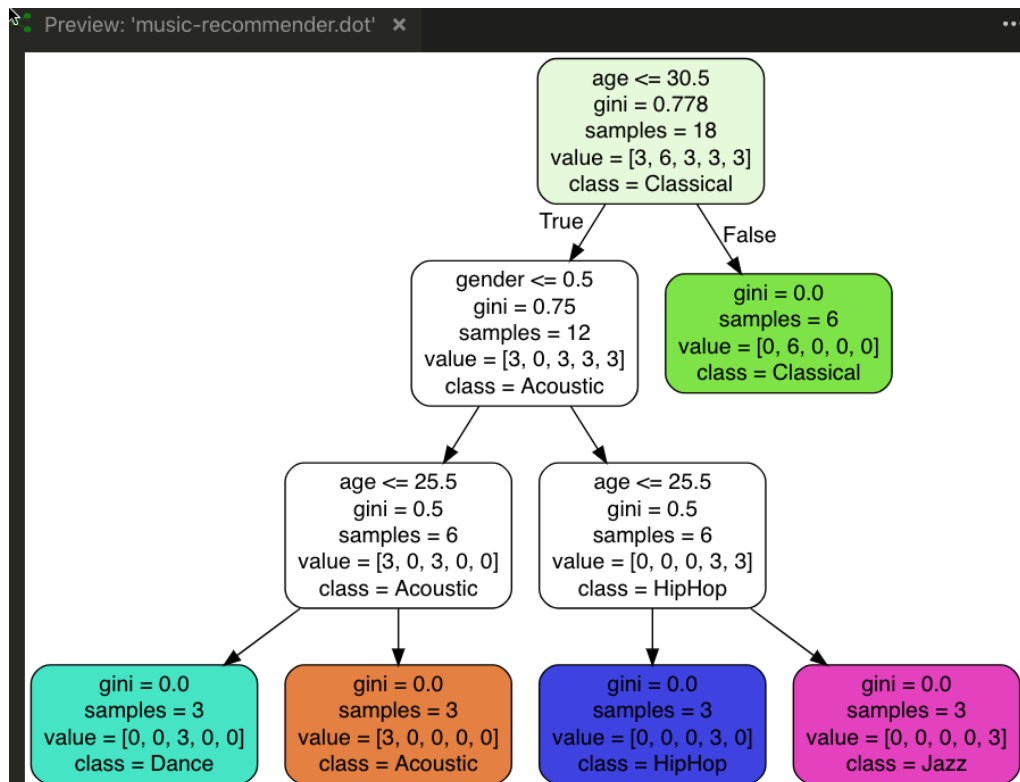 Preview: 'music-recommender.dot' ×
age <= 30.5
gini = 0.778
samples = 18
value = [3, 6, 3, 3, 3]
class = Classical
True
False
gender <= 0.5
gini = 0.75
samples = 12
value = [3, 0, 3, 3, 3]
class = Acoustic
gini = 0.0
samples = 6
value = [0, 6, 0, 0, 0]
class = Classical
age <= 25.5
gini = 0.5
samples = 6
value = [3, 0, 3, 0, 0]
class = Acoustic
age <= 25.5
gini = 0.5
samples = 6
value = [0, 0, 0, 3, 3]
class = HipHop
gini = 0.0
samples = 3
value = [0, 0, 3, 0, 0]
class = Dance
gini = 0.0
samples = 3
value = [3, 0, 0, 0, 0]
class = Acoustic
gini = 0.0
samples = 3
value = [0, 0, 0, 3, 0]
class = HipHop
gini = 0.0
samples = 3
value = [0, 0, 0, 0, 3]
class = Jazz